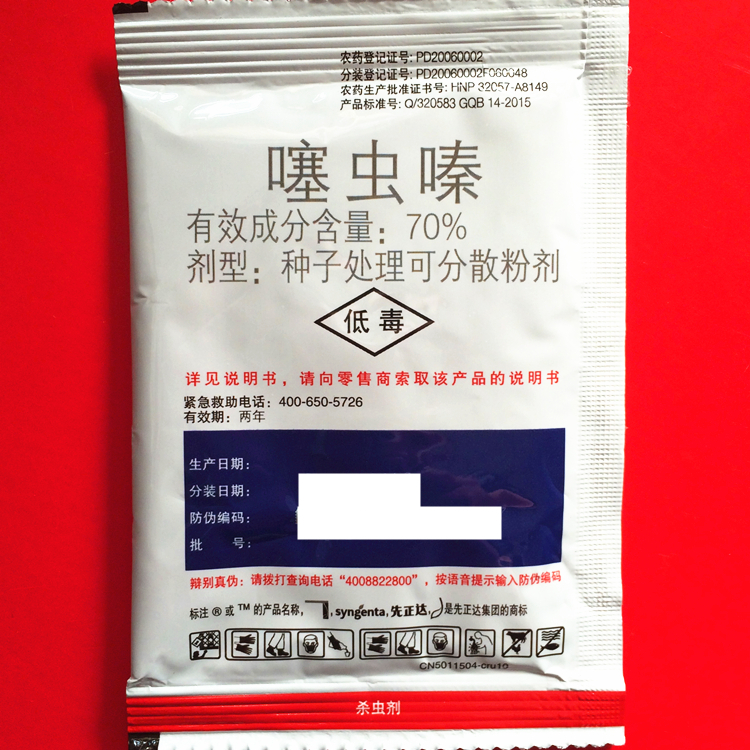 农药登记证号: PD20060002
分装登记证号: PD20060002F060048
农药生产批准证书号: HNP 32057-A8149
产品标准号: Q/320583 GQB 14-2015
噻虫嗪
有效成分含量: 70%
剂型: 种子处理可分散粉剂
低毒
详见说明书，请向零售商索取该产品的说明书
紧急救助电话: 400-650-5726
有效期: 两年
生产日期:
分装日期:
防伪编码:
批 号:
辩别真伪: 请拨打查询电话“4008822800”，按语音提示输入防伪编码
标注 ® 或 ™ 的产品名称, , syngenta, 先正达, 是先正达集团的商标
CN5011504-cru10
杀虫剂